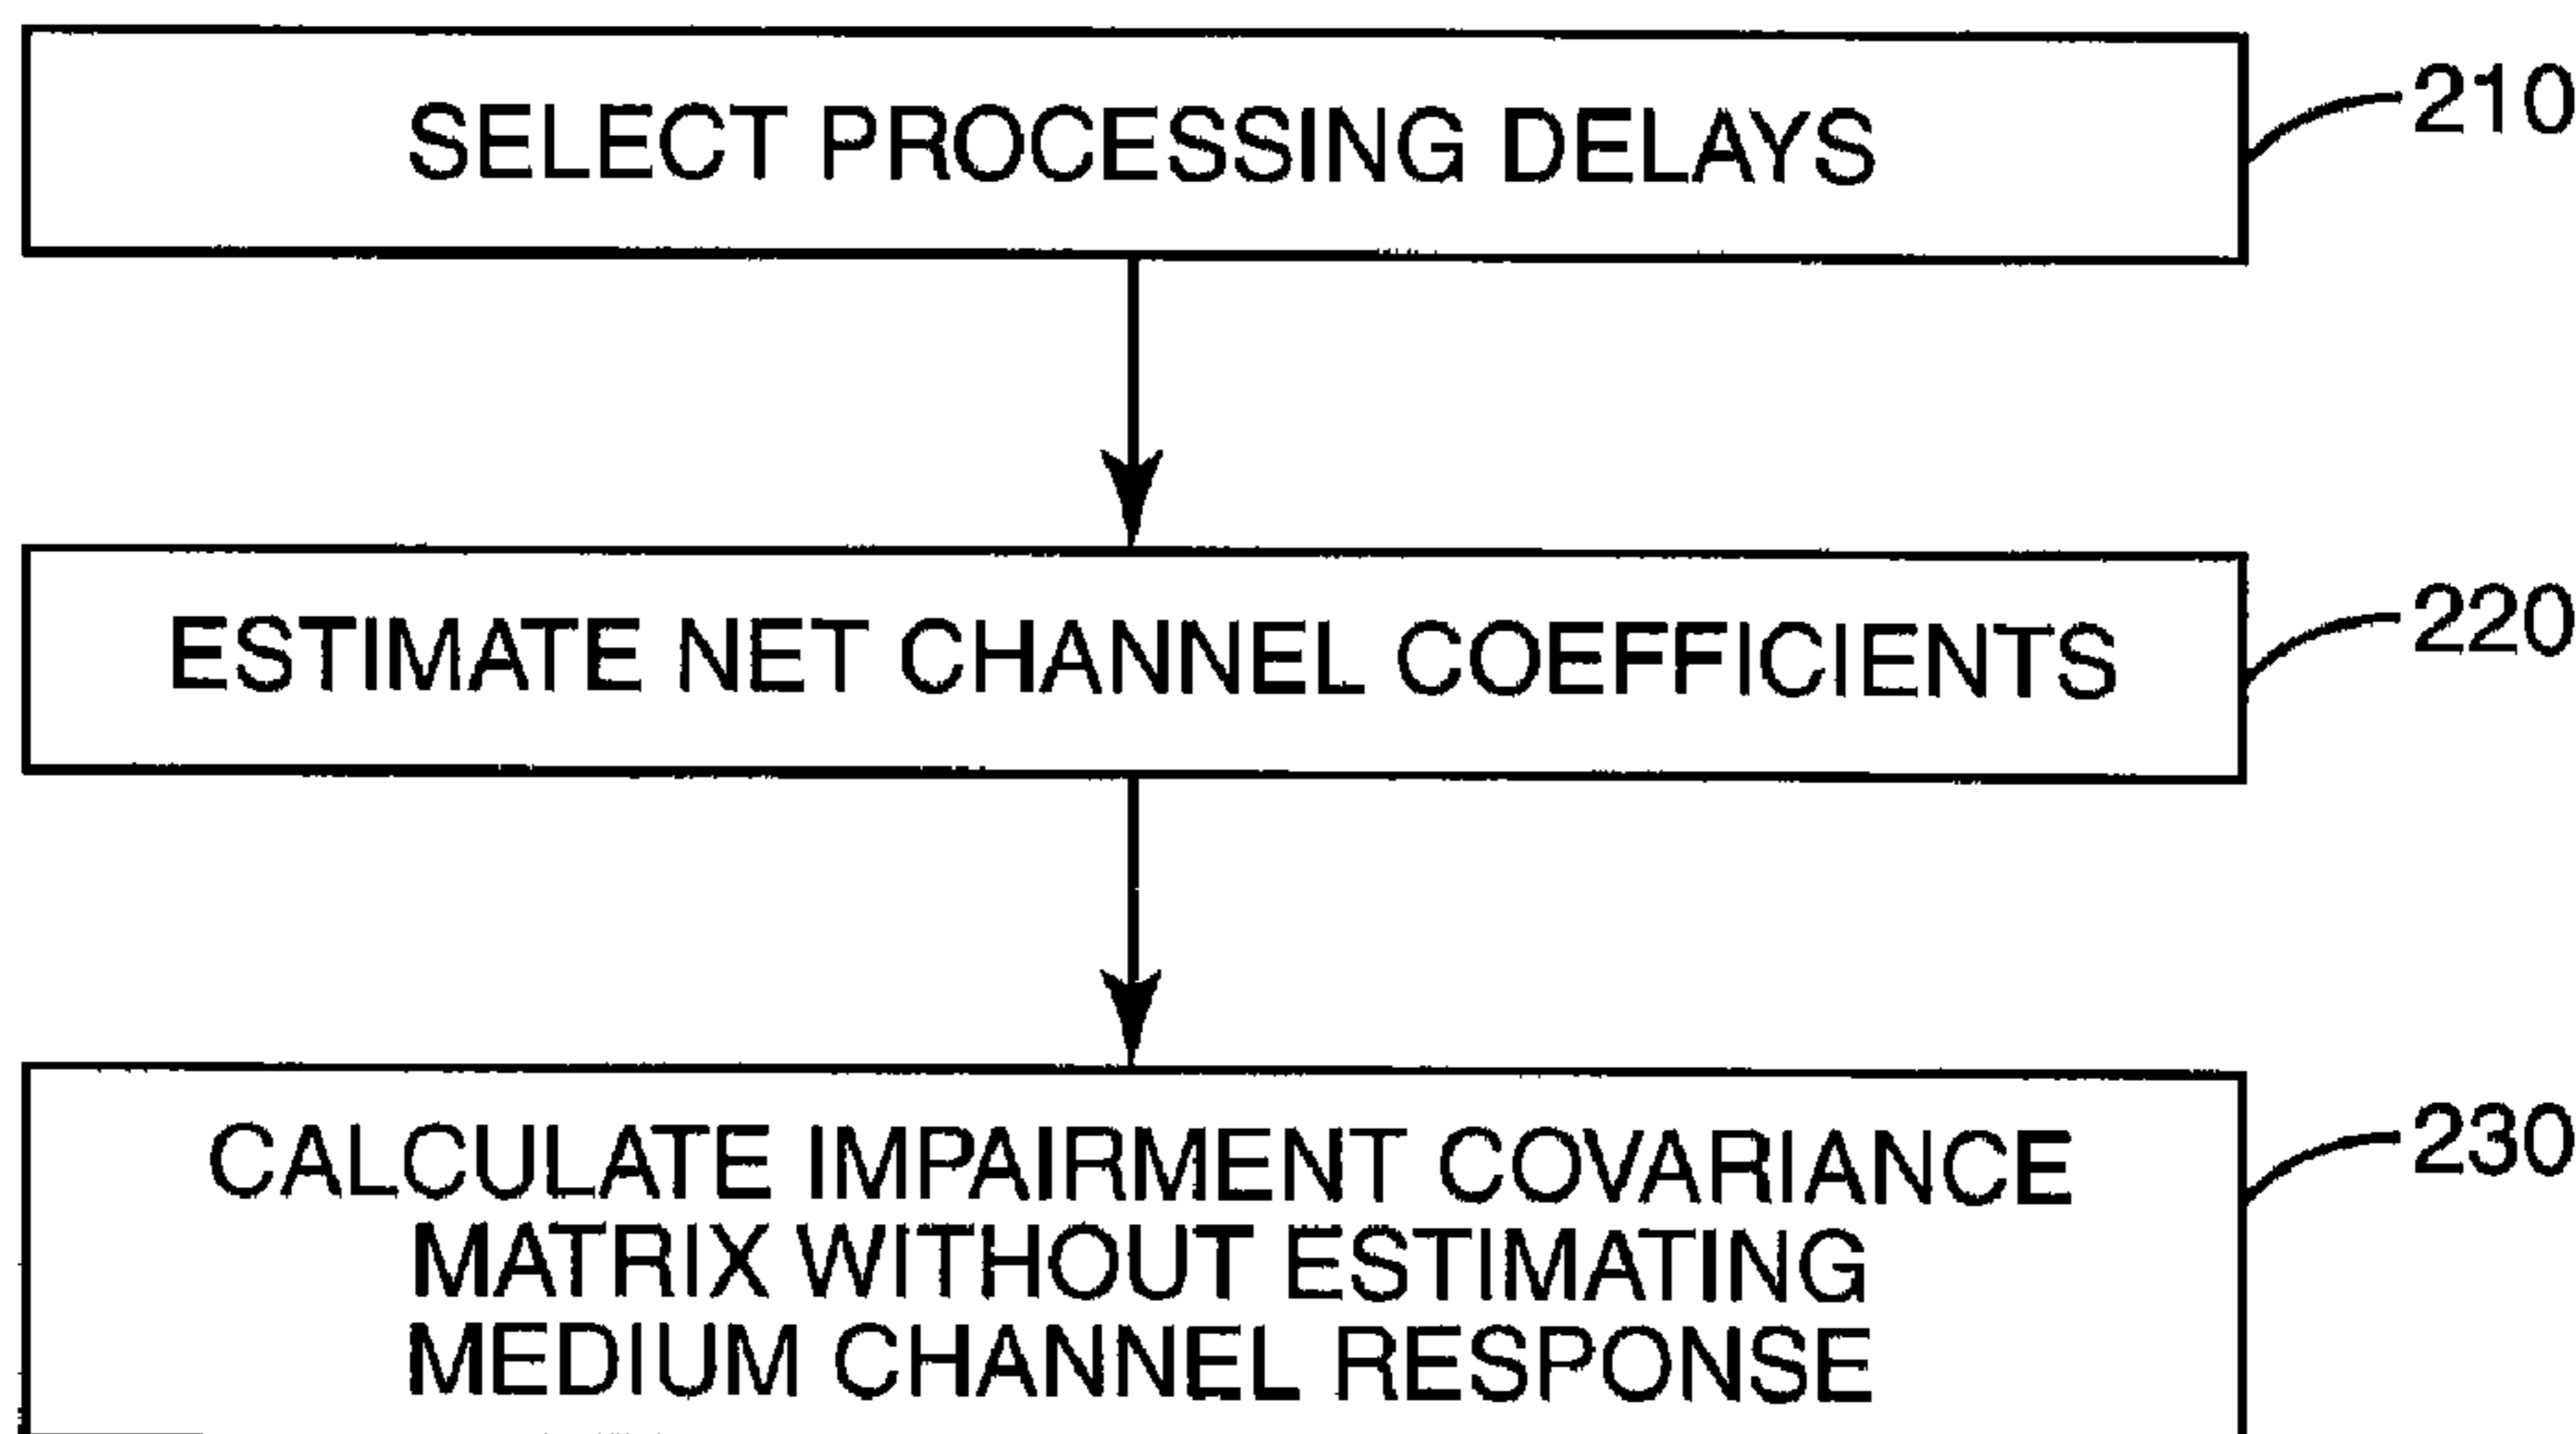 SELECT PROCESSING DELAYS
210
ESTIMATE NET CHANNEL COEFFICIENTS
220
CALCULATE IMPAIRMENT COVARIANCE
230
MATRIX WITHOUT ESTIMATING
MEDIUM CHANNEL RESPONSE